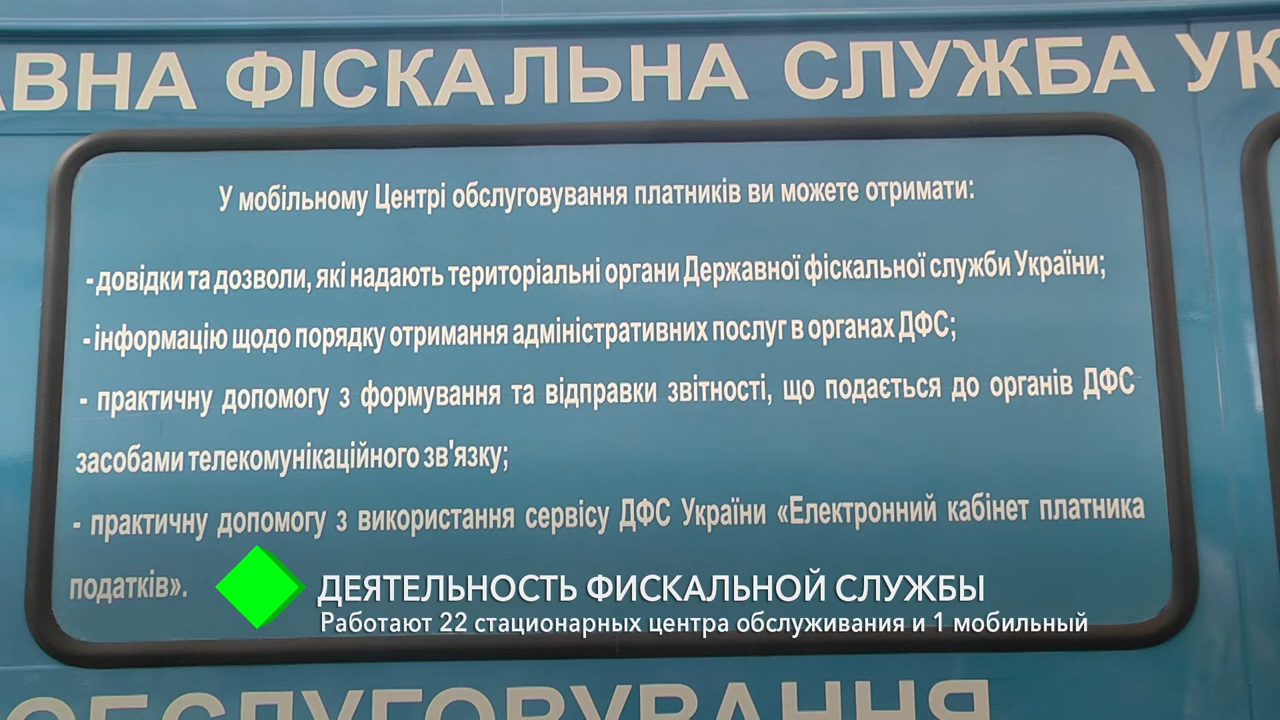 АВНА ФІСКАЛЬНА СЛУЖБА УК
У мобільному Центрі обслуговування платників ви можете отримати:
- довідки та дозволи, які надають територіальні органи Державної фіскальної служби України;
- інформацію щодо порядку отримання адміністративних послуг в органах ДФС;
- практичну допомогу з формування та відправки звітності, що подається до органів ДФС
засобами телекомунікаційного зв'язку;
- практичну допомогу з використання сервісу ДФС України «Електронний кабінет платника
податків».
ДЕЯТЕЛЬНОСТЬ ФИСКАЛЬНОЙ СЛУЖБЫ
Работают 22 стационарных центра обслуживания и 1 мобильный
ОБСЛУГОВУВАННЯ